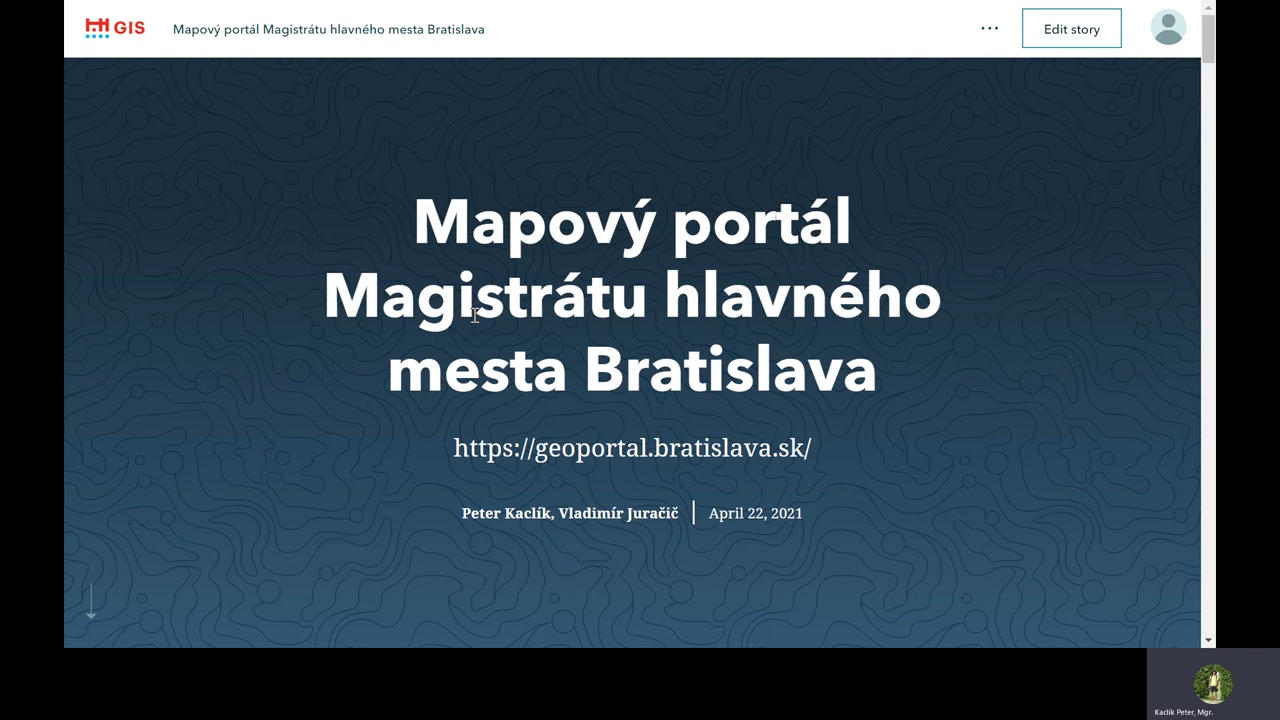 GIS
Mapový portál Magistrátu hlavného mesta Bratislava
Edit story
Mapový portál
Magistrátu hlavného
mesta Bratislava
https://geoportal.bratislava.sk/
Peter Kaclík, Vladimír Juračič | April 22, 2021
Kaclík Peter, Mgr.